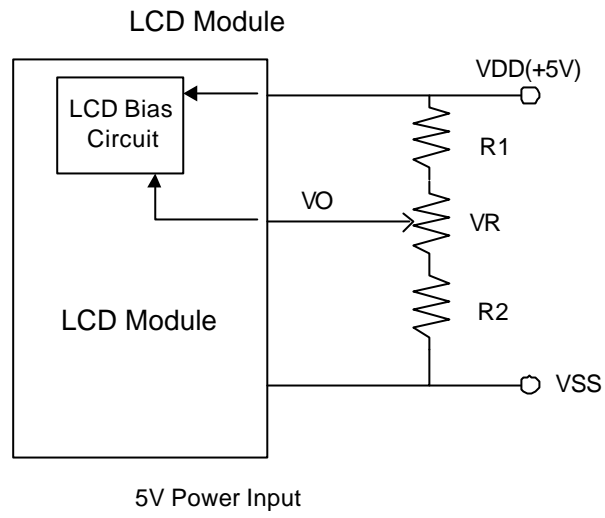 LCD Module
VDD(+5V)
LCD Bias
Circuit
R1
VO
VR
LCD Module
R2
VSS
5V Power Input